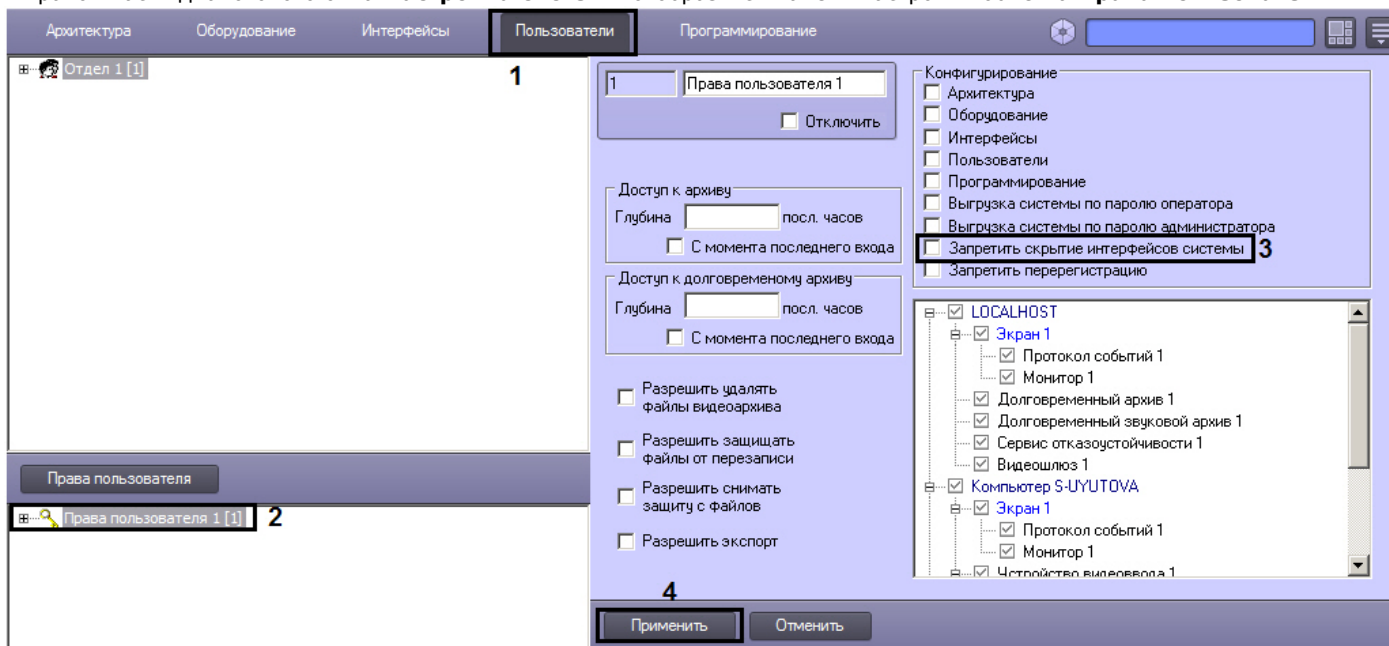 Архитектура Оборудование Интерфейсы Пользователи Программирование
1
Отдел 1 [1]
1 Права пользователя 1
Отключить
Доступ к архиву
Глубина посл. часов
С момента последнего входа
Доступ к долговременому архиву
Глубина посл. часов
С момента последнего входа
Разрешить удалять
файлы видеоархива
Разрешить защищать
файлы от перезаписи
Разрешить снимать
защиту с файлов
Разрешить экспорт
Конфигурирование
Архитектура
Оборудование
Интерфейсы
Пользователи
Программирование
Выгрузка системы по паролю оператора
Выгрузка системы по паролю администратора
Запретить скрытие интерфейсов системы 3
Запретить перерегистрацию
LOCALHOST
Экран 1
Протокол событий 1
Монитор 1
Долговременный архив 1
Долговременный звуковой архив 1
Сервис отказоустойчивости 1
Видеошлюз 1
Компьютер S-UYUTOVA
Экран 1
Протокол событий 1
Монитор 1
Устройство видеоввода 1
Права пользователя
Права пользователя 1 [1] 2
4
Применить Отменить